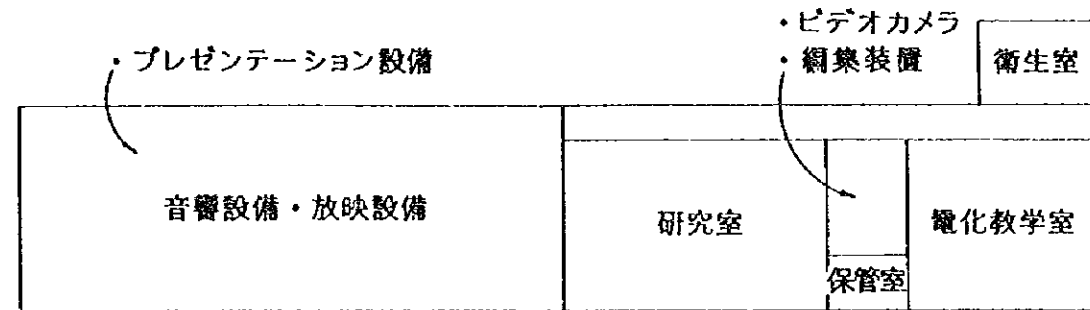 ・ビデオカメラ
・プレゼンテーション設備
・編集装置
衛生室
音響設備・放映設備
研究室
電化教学室
保管室